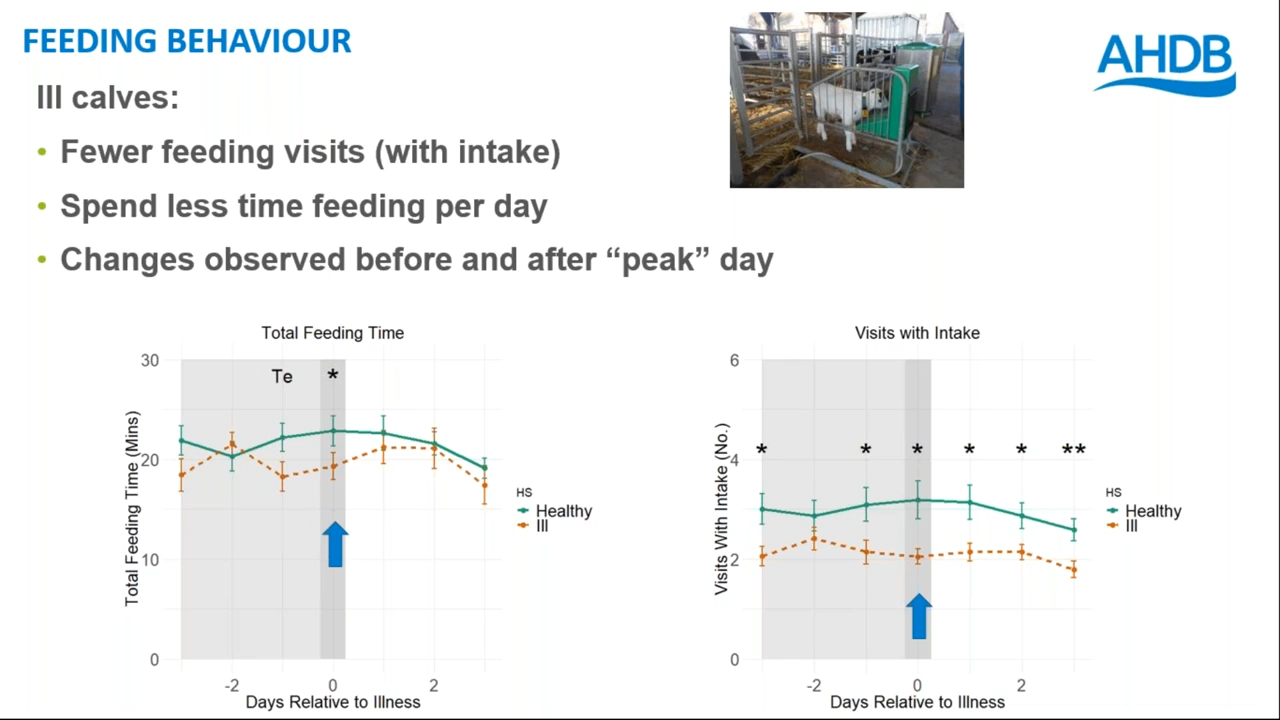 FEEDING BEHAVIOUR
AHDB
Ill calves:
• Fewer feeding visits (with intake)
• Spend less time feeding per day
• Changes observed before and after “peak” day
Total Feeding Time
30
20
10
0
Te
*
Total Feeding Time (Mins)
-2 0 2
Days Relative to Illness
HS
Healthy
Ill
Visits with Intake
6
4
2
0
* * * * * **
Visits With Intake (No.)
-2 0 2
Days Relative to Illness
HS
Healthy
Ill